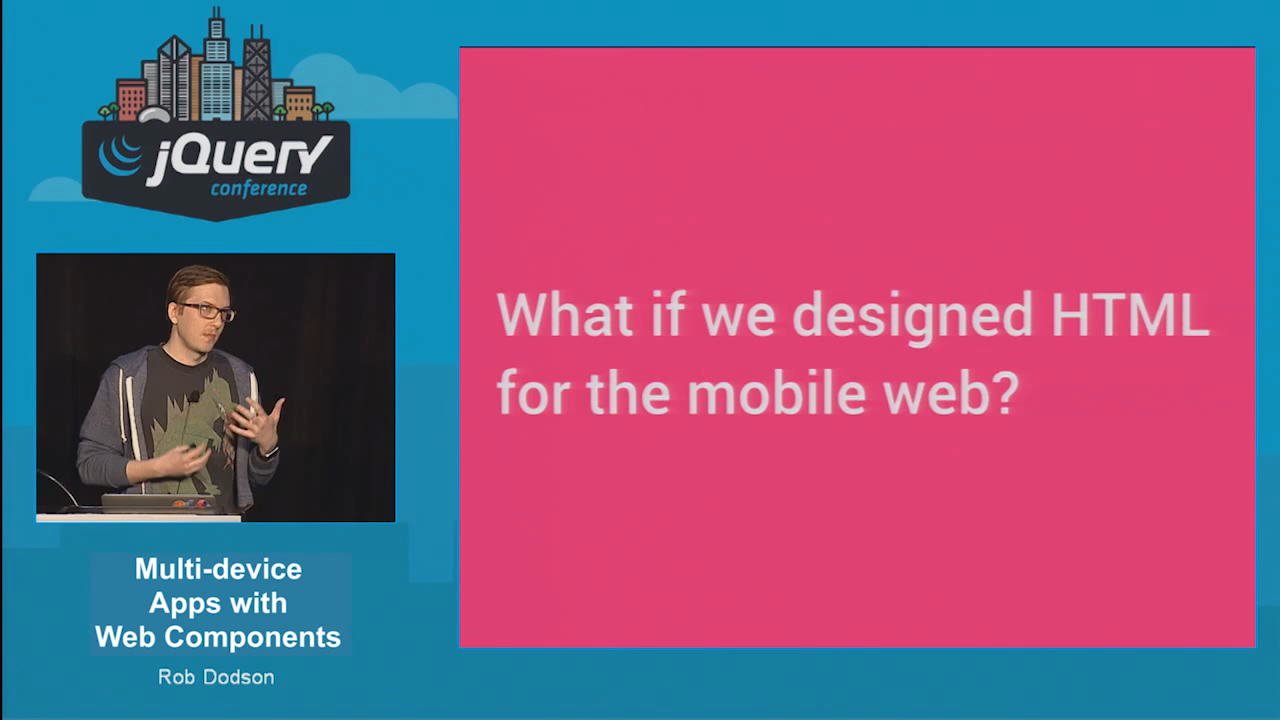 jQuery
conference
What if we designed HTML
for the mobile web?
Multi-device
Apps with
Web Components
Rob Dodson